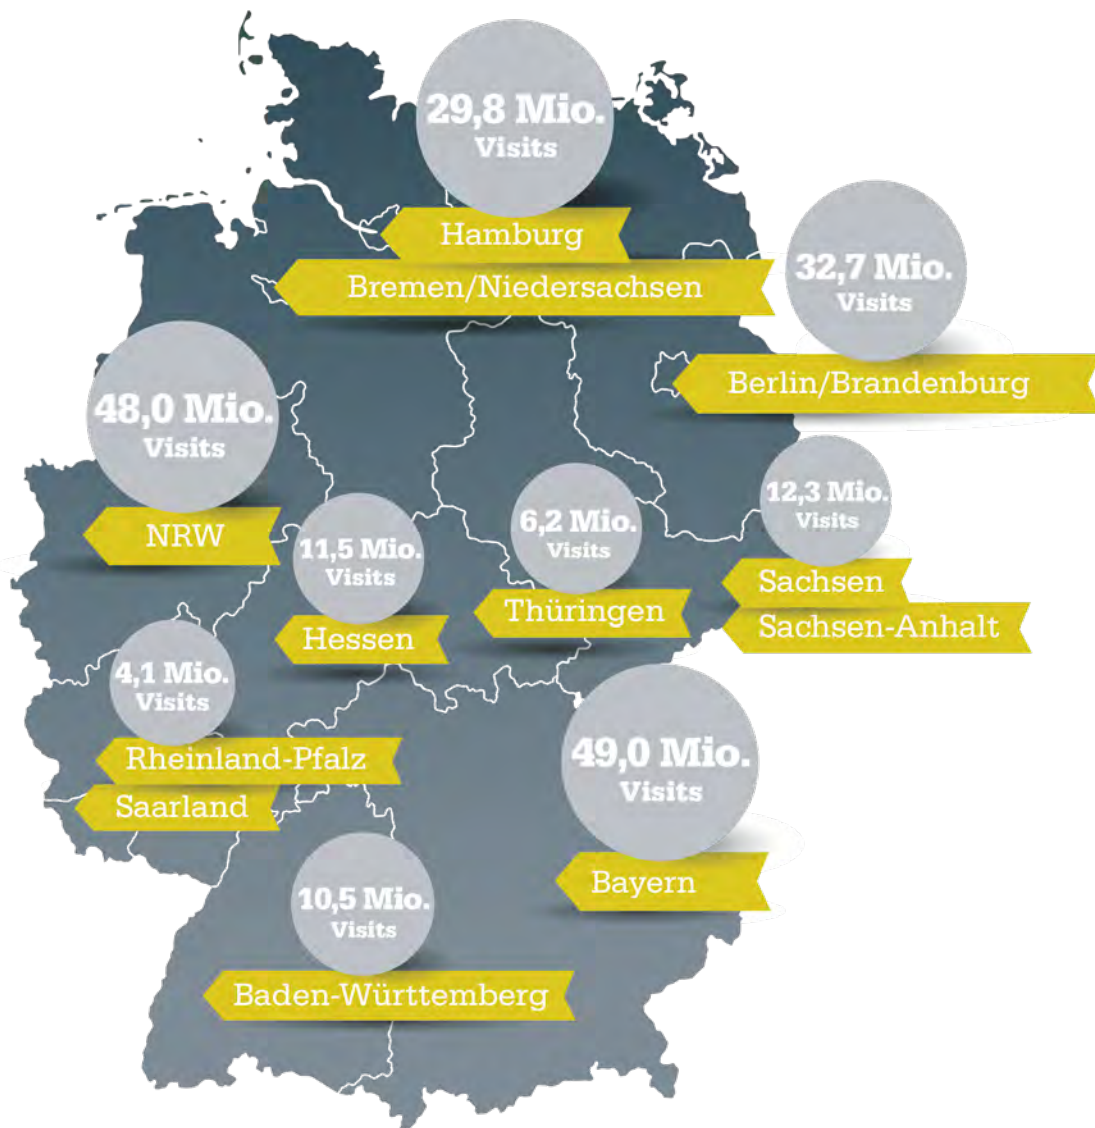 29,8 Mio.
Visits
Hamburg
Bremen/Niedersachsen
32,7 Mio.
Visits
Berlin/Brandenburg
48,0 Mio.
Visits
NRW
11,5 Mio.
Visits
Hessen
6,2 Mio.
Visits
Thüringen
12,3 Mio.
Visits
Sachsen
Sachsen-Anhalt
4,1 Mio.
Visits
Rheinland-Pfalz
Saarland
49,0 Mio.
Visits
Bayern
10,5 Mio.
Visits
Baden-Württemberg